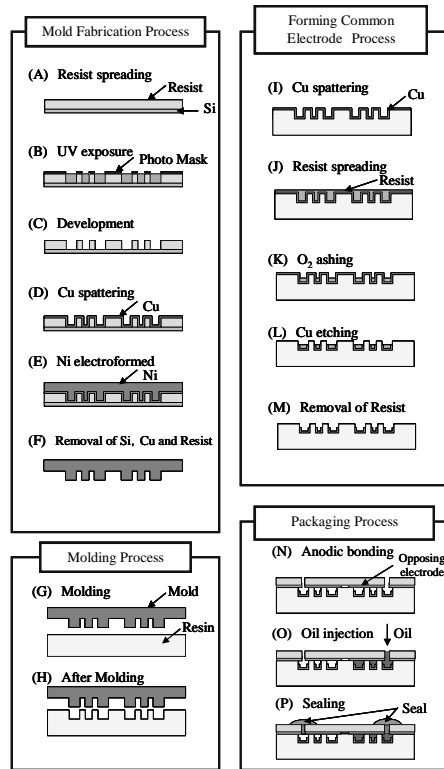 Mold Fabrication Process
(A) Resist spreading
Resist
Si
(B) UV exposure
Photo Mask
(C) Development
(D) Cu spattering
Cu
(E) Ni electroformed
Ni
(F) Removal of Si, Cu and Resist
Molding Process
(G) Molding
Mold
Resin
(H) After Molding
Forming Common
Electrode Process
(I) Cu spattering
Cu
(J) Resist spreading
Resist
(K) O₂ ashing
(L) Cu etching
(M) Removal of Resist
Packaging Process
(N) Anodic bonding
Opposing
electrode
(O) Oil injection
Oil
(P) Sealing
Seal